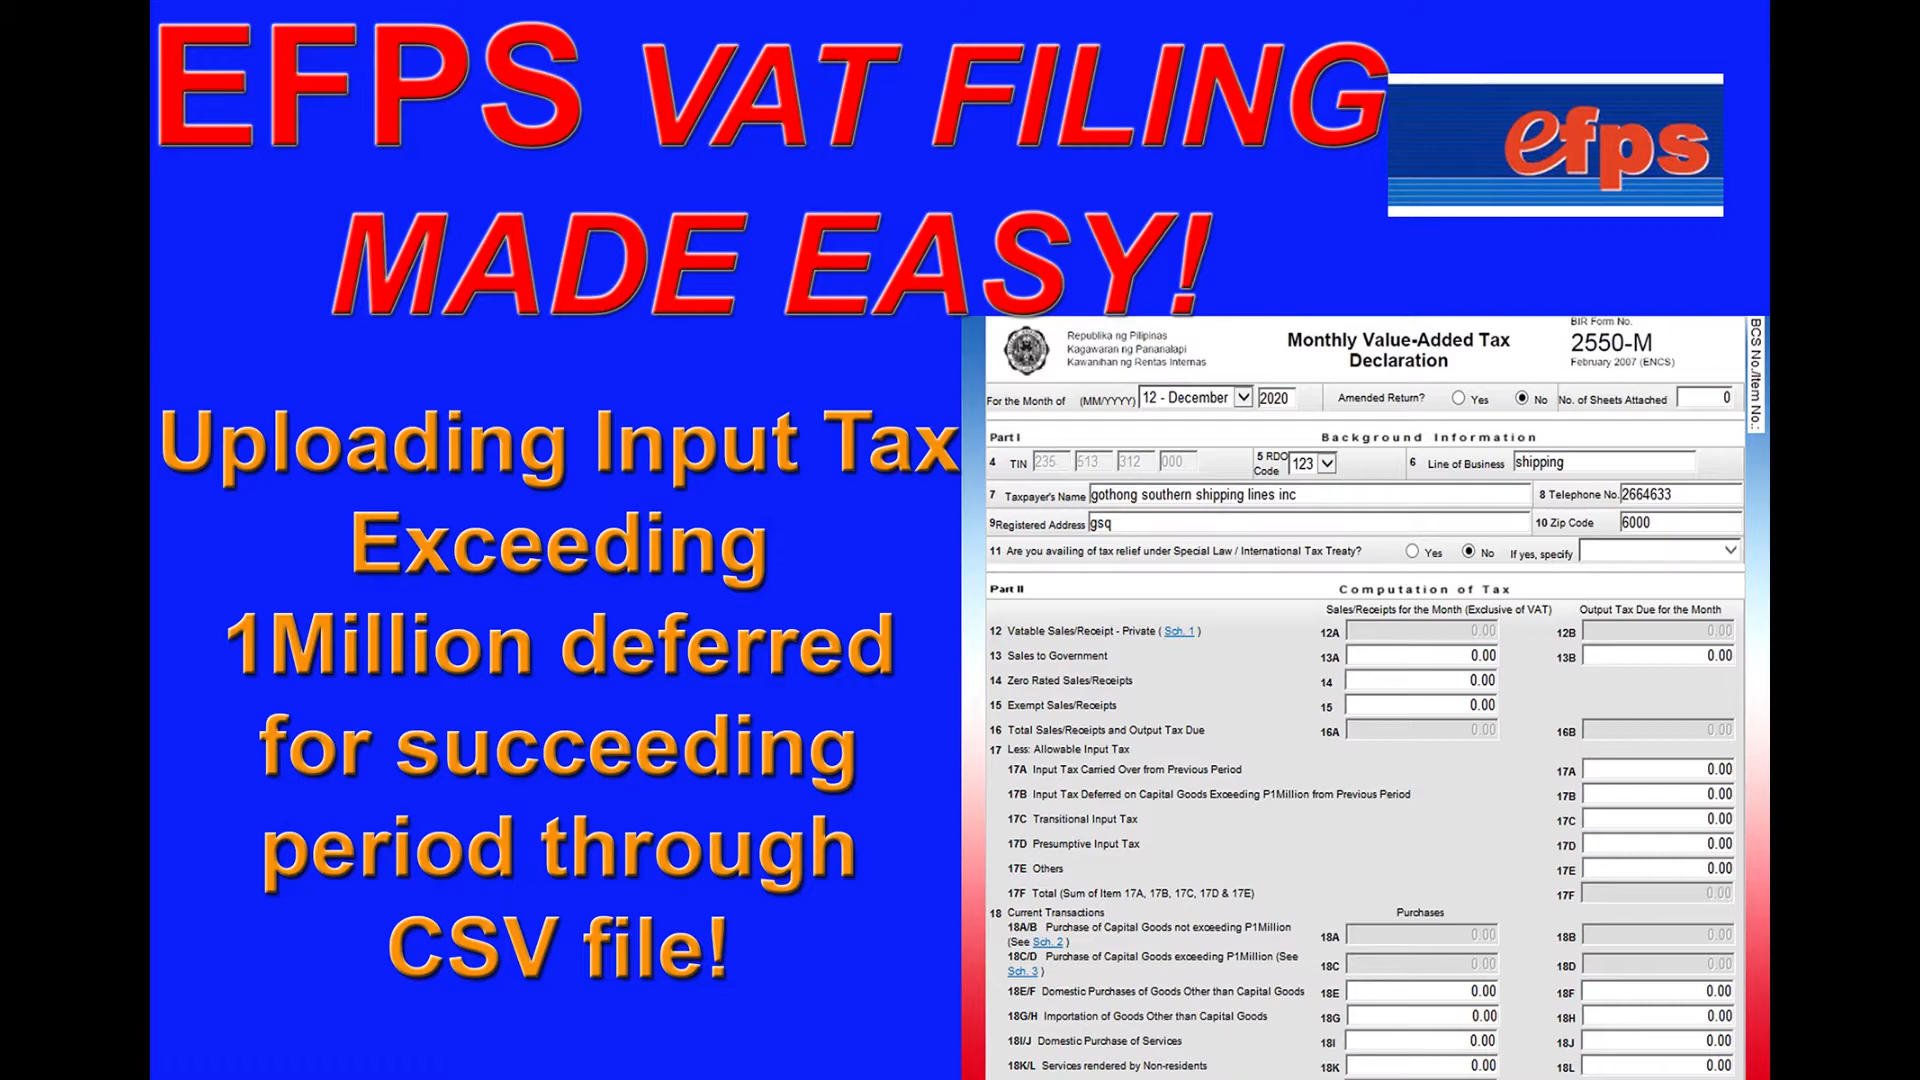 EFPS VAT FILING
MADE EASY!
efps
Uploading Input Tax
Exceeding
1Million deferred
for succeeding
period through
CSV file!
Republika ng Pilipinas
Kagawaran ng Pananalapi
Kawanihan ng Rentas Internas
Monthly Value-Added Tax
Declaration
BIR Form No.
2550-M
February 2007 (ENCS)
BCS No./Item No.:
For the Month of (MM/YYYY) 12 - December 2020 Amended Return? Yes No No. of Sheets Attached 0
Part I Background Information
4 TIN 235 513 312 000 5 RDO Code 123 6 Line of Business shipping
7 Taxpayer's Name gothong southern shipping lines inc 8 Telephone No. 2664633
9 Registered Address gsq 10 Zip Code 6000
11 Are you availing of tax relief under Special Law / International Tax Treaty? Yes No If yes, specify
Part II Computation of Tax
Sales/Receipts for the Month (Exclusive of VAT) Output Tax Due for the Month
12 Vatable Sales/Receipt - Private ( Sch. 1 ) 12A 0.00 12B 0.00
13 Sales to Government 13A 0.00 13B 0.00
14 Zero Rated Sales/Receipts 14 0.00
15 Exempt Sales/Receipts 15 0.00
16 Total Sales/Receipts and Output Tax Due 16A 0.00 16B 0.00
17 Less: Allowable Input Tax
17A Input Tax Carried Over from Previous Period 17A 0.00
17B Input Tax Deferred on Capital Goods Exceeding P1Million from Previous Period 17B 0.00
17C Transitional Input Tax 17C 0.00
17D Presumptive Input Tax 17D 0.00
17E Others 17E 0.00
17F Total (Sum of Item 17A, 17B, 17C, 17D & 17E) 17F 0.00
18 Current Transactions Purchases
18A/B Purchase of Capital Goods not exceeding P1Million
(See Sch. 2 ) 18A 0.00 18B 0.00
18C/D Purchase of Capital Goods exceeding P1Million (See
Sch. 3 ) 18C 0.00 18D 0.00
18E/F Domestic Purchases of Goods Other than Capital Goods 18E 0.00 18F 0.00
18G/H Importation of Goods Other than Capital Goods 18G 0.00 18H 0.00
18I/J Domestic Purchase of Services 18I 0.00 18J 0.00
18K/L Services rendered by Non-residents 18K 0.00 18L 0.00